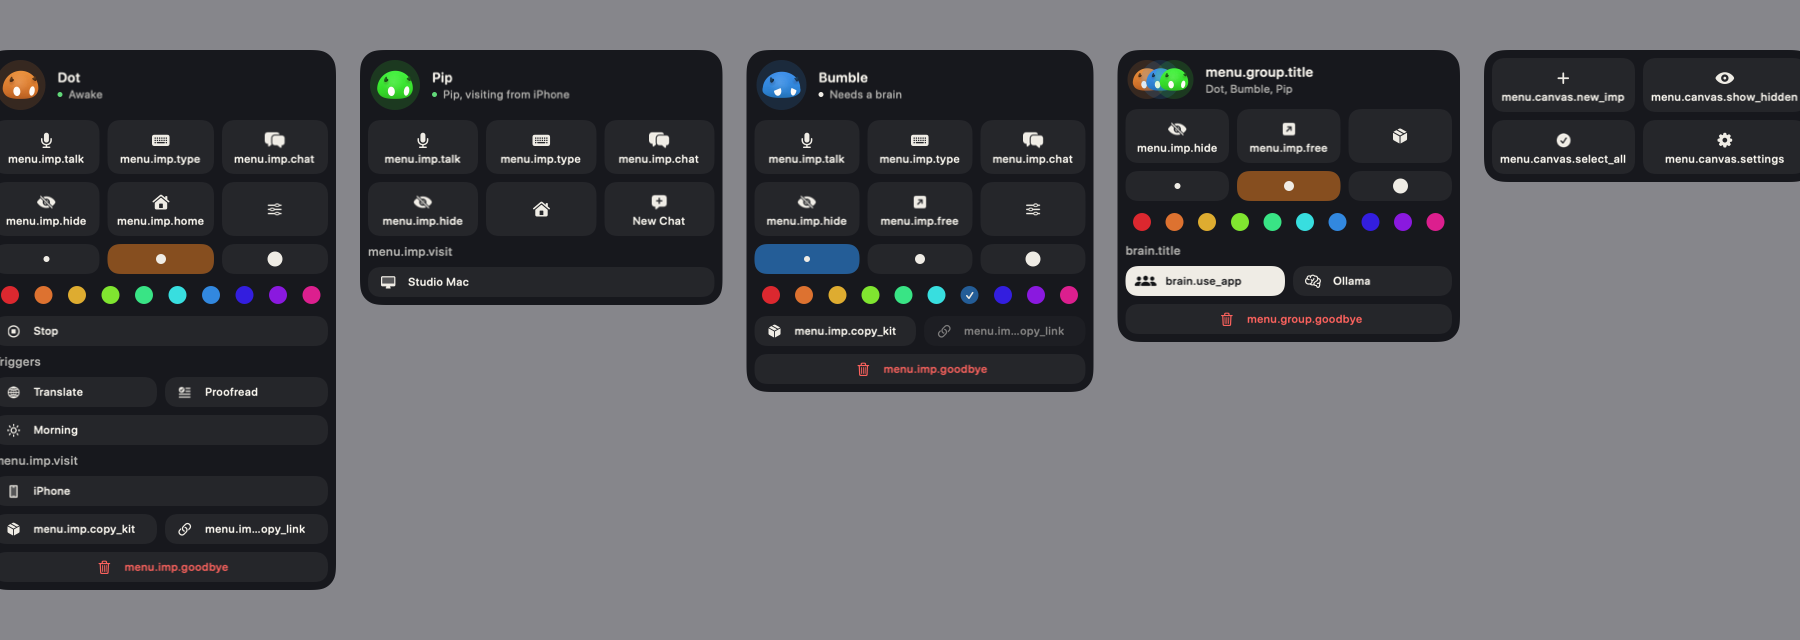 Dot
Awake
menu.imp.talk
menu.imp.type
menu.imp.chat
menu.imp.hide
menu.imp.home
Stop
riggers
Translate
Proofread
Morning
menu.imp.visit
iPhone
menu.imp.copy_kit
menu.im...opy_link
menu.imp.goodbye
Pip
Pip, visiting from iPhone
menu.imp.talk
menu.imp.type
menu.imp.chat
menu.imp.hide
New Chat
menu.imp.visit
Studio Mac
Bumble
Needs a brain
menu.imp.talk
menu.imp.type
menu.imp.chat
menu.imp.hide
menu.imp.free
menu.imp.copy_kit
menu.im...opy_link
menu.imp.goodbye
menu.group.title
Dot, Bumble, Pip
menu.imp.hide
menu.imp.free
brain.title
brain.use_app
Ollama
menu.group.goodbye
menu.canvas.new_imp
menu.canvas.show_hidden
menu.canvas.select_all
menu.canvas.settings